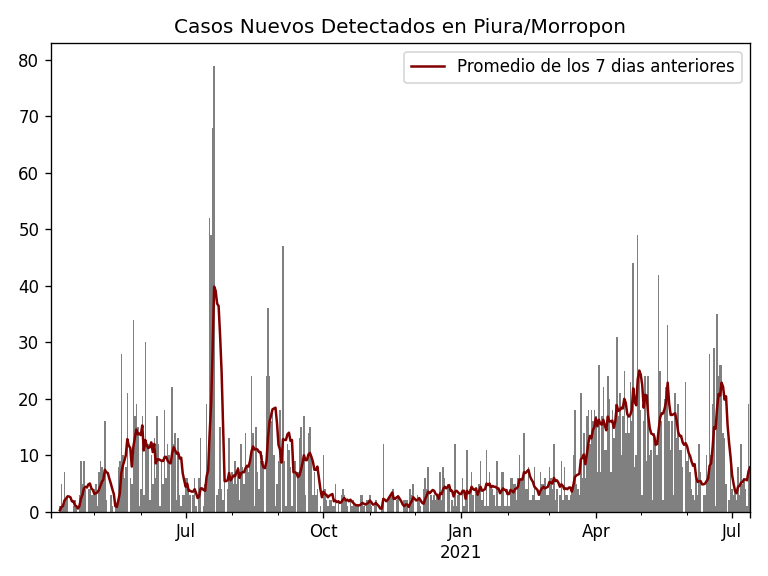 Casos Nuevos Detectados en Piura/Morropon
Promedio de los 7 dias anteriores
80
70
60
50
40
30
20
10
0
Jul
Oct
Jan
2021
Apr
Jul